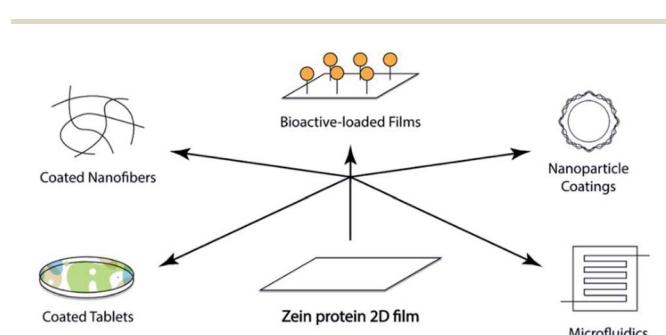 Bioactive-loaded Films
Coated Nanofibers
Nanoparticle
Coatings
Coated Tablets
Zein protein 2D film
Microfluidics